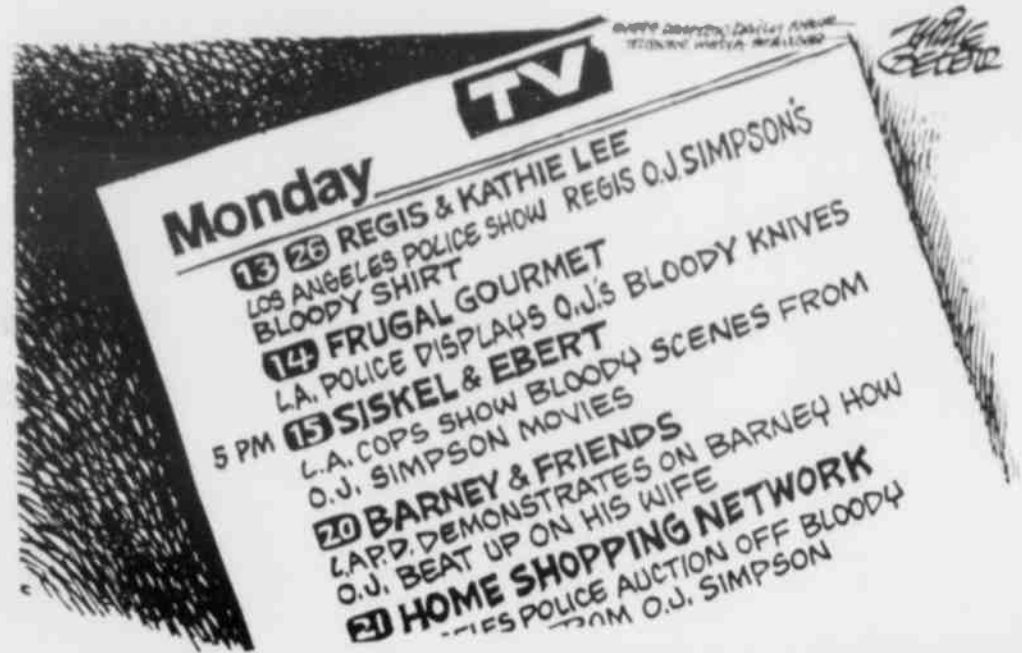 TV
Monday
13 26 REGIS & KATHIE LEE
LOS ANGELES POLICE SHOW REGIS O.J. SIMPSON'S
BLOODY SHIRT
14 FRUGAL GOURMET
L.A. POLICE DISPLAYS O.J.'S BLOODY KNIVES
5 PM 15 SISKEL & EBERT
L.A. COPS SHOW BLOODY SCENES FROM
O.J. SIMPSON MOVIES
20 BARNEY & FRIENDS
L.A.P.D. DEMONSTRATES ON BARNEY HOW
O.J. BEAT UP ON HIS WIFE
21 HOME SHOPPING NETWORK
POLICE AUCTION OFF BLOODY
FROM O.J. SIMPSON